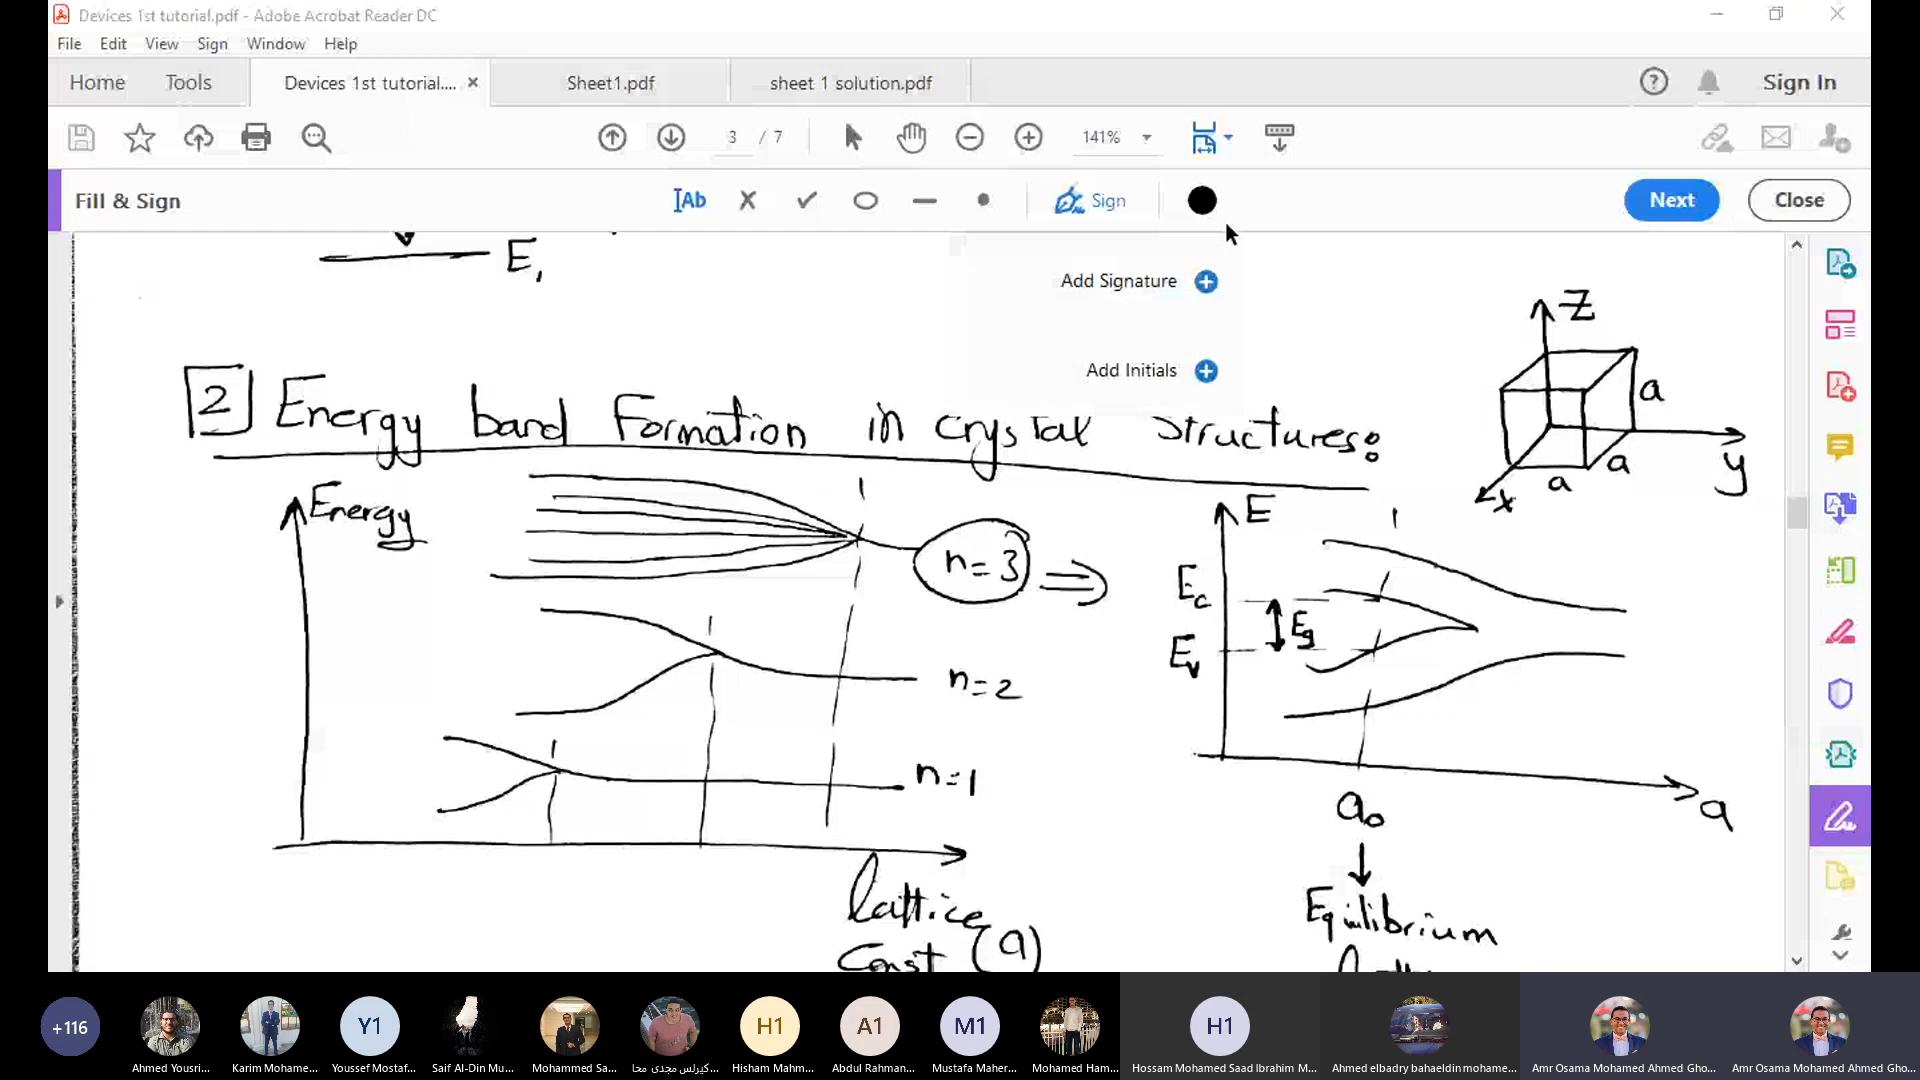 Devices 1st tutorial.pdf - Adobe Acrobat Reader DC
File Edit View Sign Window Help
Home Tools Devices 1st tutorial.... × Sheet1.pdf sheet 1 solution.pdf ? Sign In
3 / 7 141%
Fill & Sign Ab Sign Next Close
E1
Add Signature
Add Initials
Z
a
y
a
a
x
2 Energy band Formation in Crystal Structures:
Energy
n=3 ⇒
n=2
n=1
Lattice
Const (a)
E
Ec
Eg
Ev
a
a0
Equilibrium
+116 Ahmed Yousri... Karim Mohame... Y1 Youssef Mostaf... Saif Al-Din Mu... Mohammed Sa... كيرلس مجدى محا... H1 Hisham Mahm... A1 Abdul Rahman... M1 Mustafa Maher... Mohamed Ham... H1 Hossam Mohamed Saad Ibrahim M... Ahmed elbadry bahaeldin mohame... Amr Osama Mohamed Ahmed Gho... Amr Osama Mohamed Ahmed Gho...